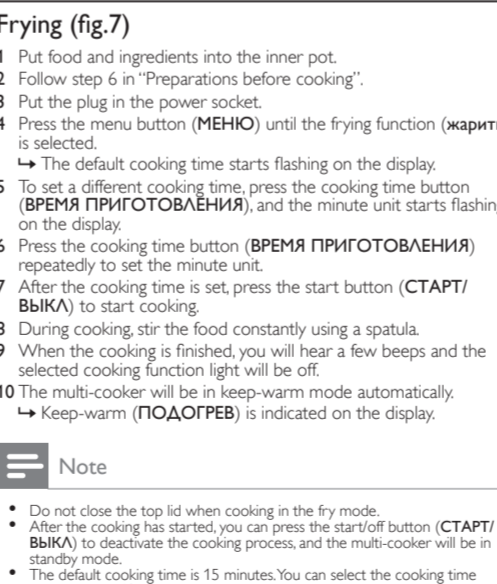 Frying (fig.7)
1 Put food and ingredients into the inner pot.
2 Follow step 6 in “Preparations before cooking”.
3 Put the plug in the power socket.
4 Press the menu button (МЕНЮ) until the frying function (жарить
is selected.
↳ The default cooking time starts flashing on the display.
5 To set a different cooking time, press the cooking time button
(ВРЕМЯ ПРИГОТОВЛЕНИЯ), and the minute unit starts flashing
on the display.
6 Press the cooking time button (ВРЕМЯ ПРИГОТОВЛЕНИЯ)
repeatedly to set the minute unit.
7 After the cooking time is set, press the start button (СТАРТ/
ВЫКЛ) to start cooking.
8 During cooking, stir the food constantly using a spatula.
9 When the cooking is finished, you will hear a few beeps and the
selected cooking function light will be off.
10 The multi-cooker will be in keep-warm mode automatically.
↳ Keep-warm (ПОДОГРЕВ) is indicated on the display.
Note
• Do not close the top lid when cooking in the fry mode.
• After the cooking has started, you can press the start/off button (СТАРТ/
ВЫКЛ) to deactivate the cooking process, and the multi-cooker will be in
standby mode.
• The default cooking time is 15 minutes. You can select the cooking time